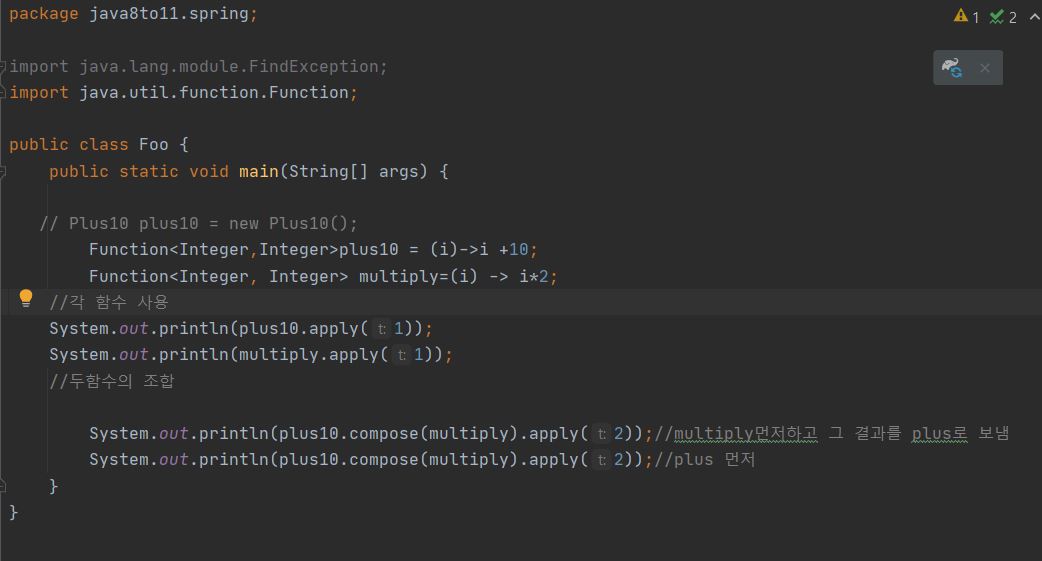 package java8to11.spring;
1 2
import java.lang.module.FindException;
import java.util.function.Function;
public class Foo {
public static void main(String[] args) {
// Plus10 plus10 = new Plus10();
Function<Integer,Integer>plus10 = (i)->i +10;
Function<Integer, Integer> multiply=(i) -> i*2;
//각 함수 사용
System.out.println(plus10.apply( t: 1));
System.out.println(multiply.apply( t: 1));
//두함수의 조합
System.out.println(plus10.compose(multiply).apply( t: 2));//multiply먼저하고 그 결과를 plus로 보냄
System.out.println(plus10.compose(multiply).apply( t: 2));//plus 먼저
}
}